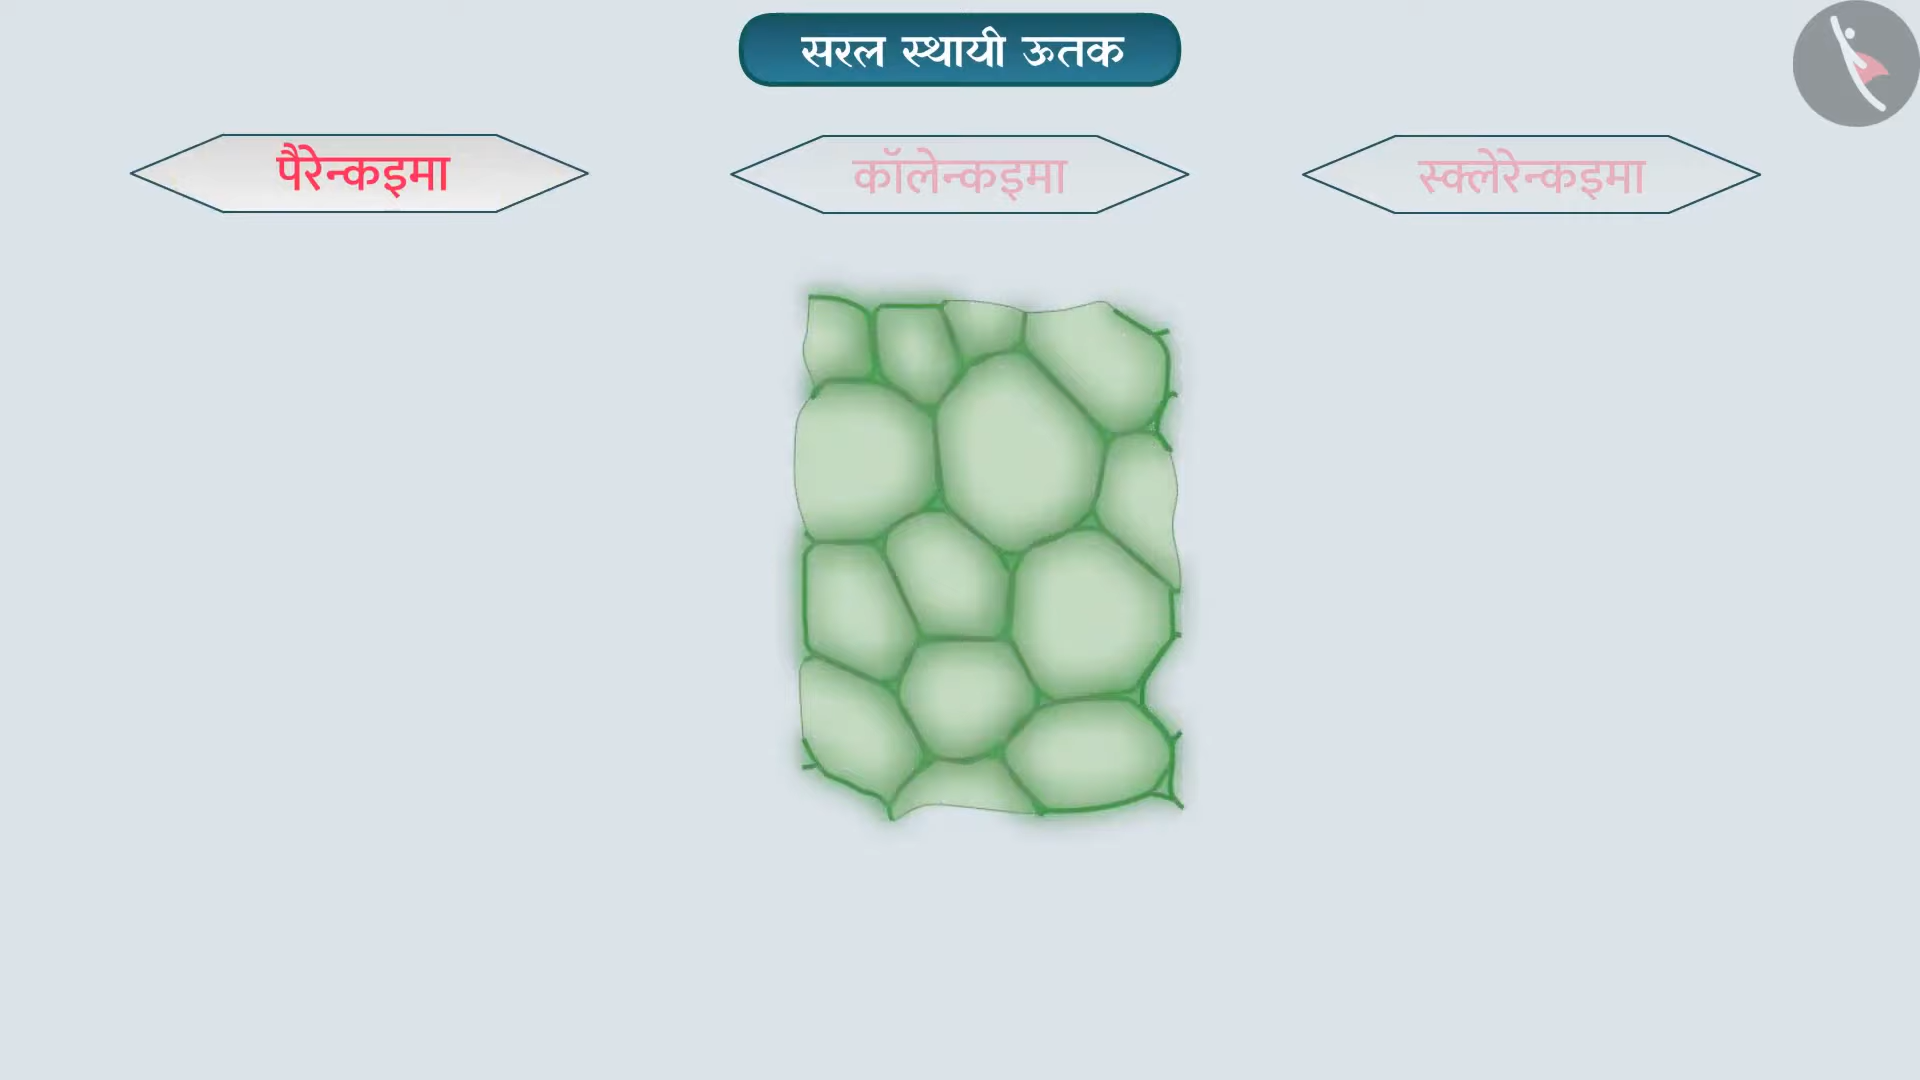 सरल स्थायी ऊतक
पैरेन्कइमा
कॉलेन्कइमा
स्क्लेरेन्कइमा